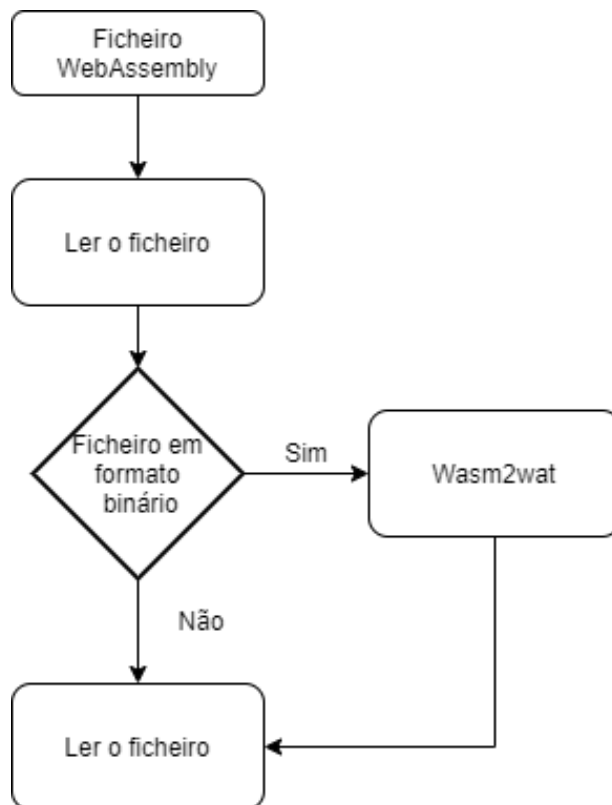 Ficheiro
WebAssembly
Ler o ficheiro
Ficheiro em
formato
binário
Sim
Wasm2wat
Não
Ler o ficheiro